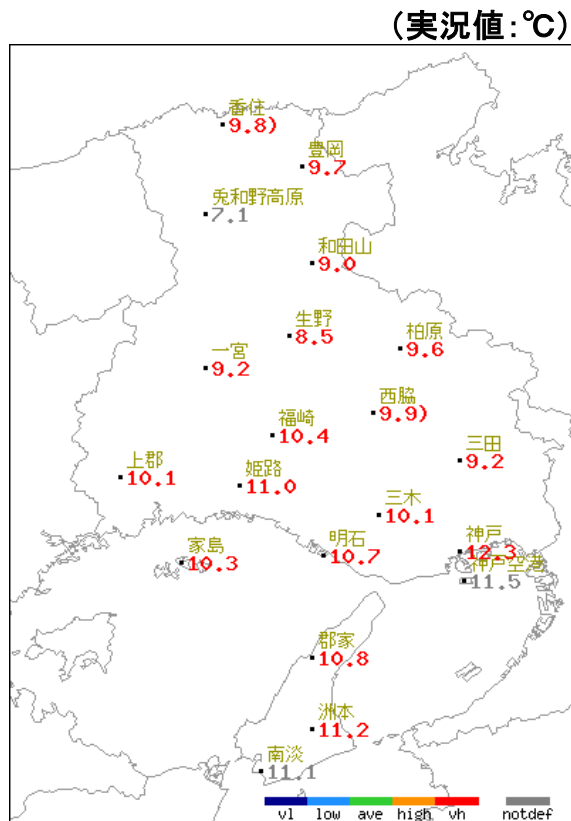 (実況値:℃)
香住
9.8)
豊岡
9.7
兎和野高原
7.1
和田山
9.0
生野
8.5
柏原
9.6
一宮
9.2
西脇
9.9)
福崎
10.4
三田
9.2
上郡
10.1
姫路
11.0
三木
10.1
家島
10.3
明石
10.7
神戸
12.3
神戸空港
11.5
郡家
10.8
洲本
11.2
南淡
11.1
vl low ave high vh notdef